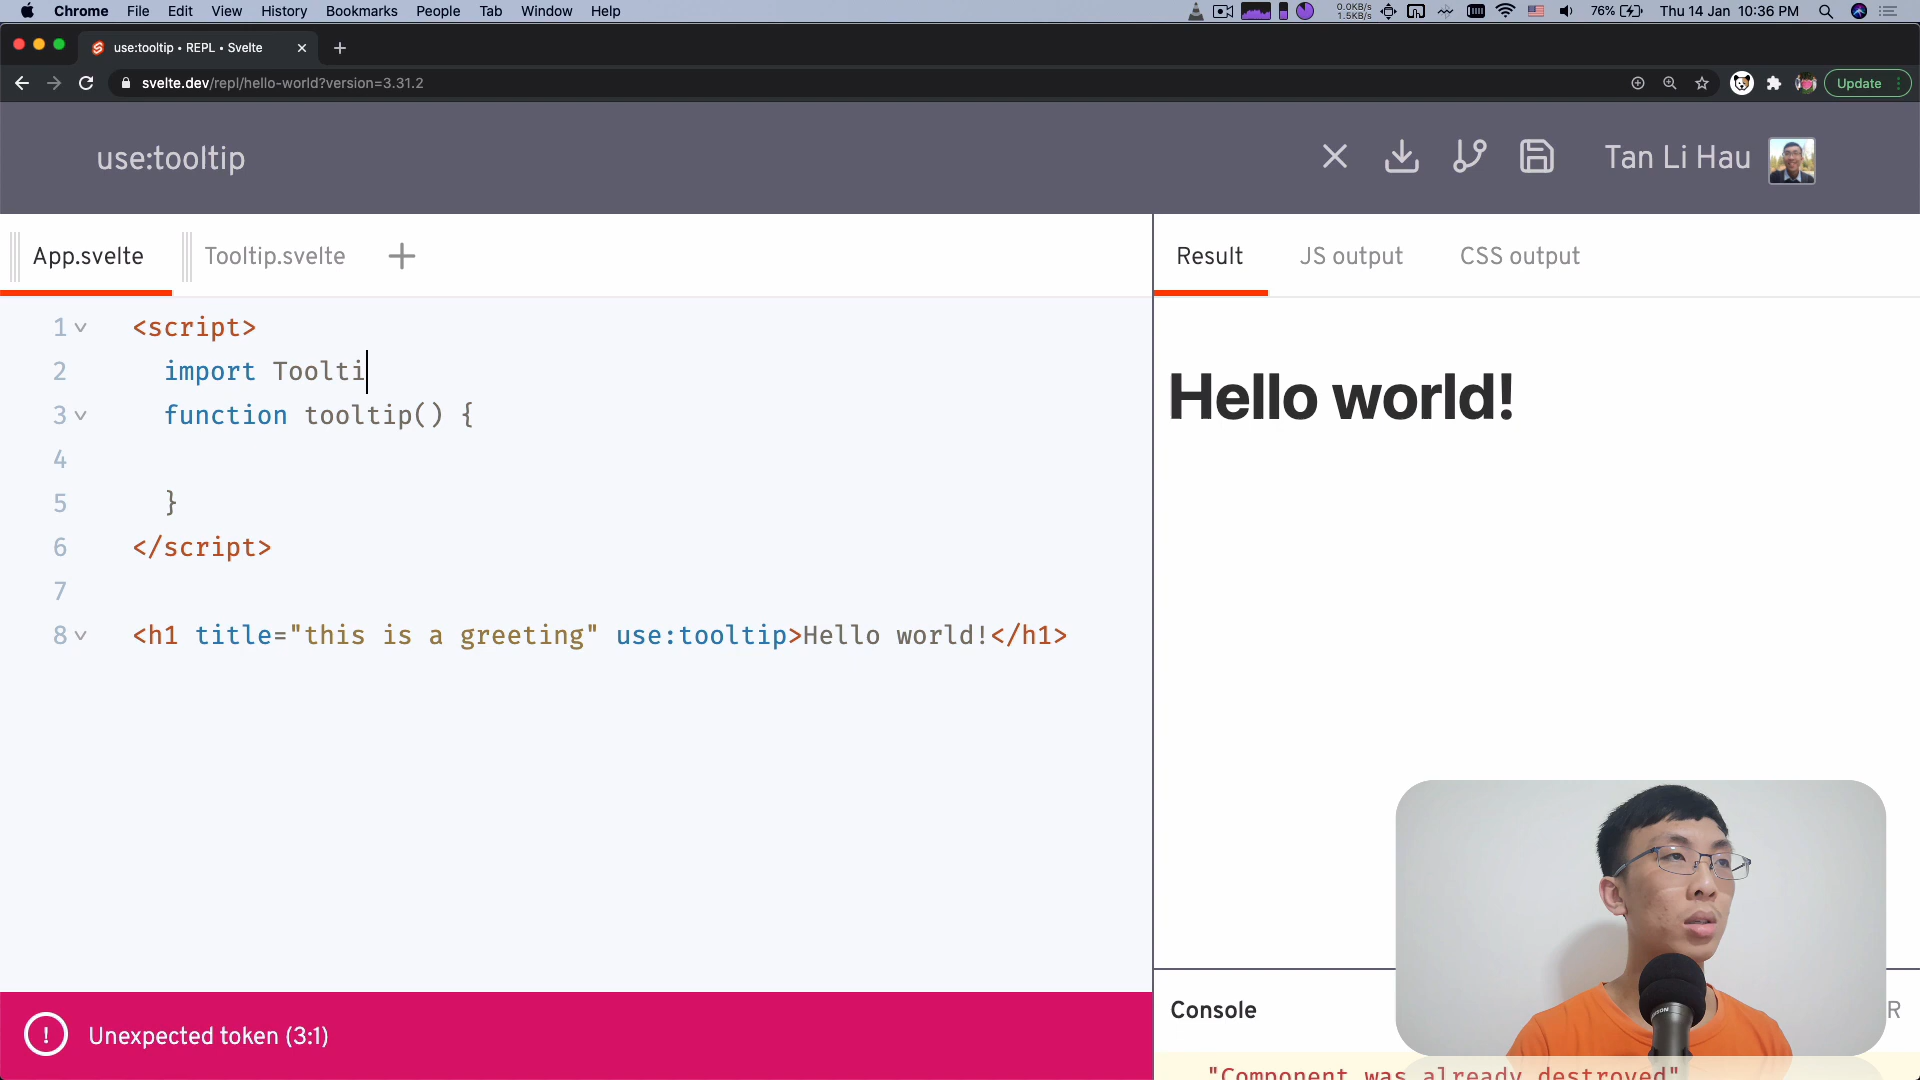 Chrome File Edit View History Bookmarks People Tab Window Help
0.0KB/s
1.5KB/s
76%
Thu 14 Jan 10:36 PM
use:tooltip • REPL • Svelte
svelte.dev/repl/hello-world?version=3.31.2
Update
use:tooltip
Tan Li Hau
App.svelte
Tooltip.svelte
Result
JS output
CSS output
1 <script>
2 import Toolti
3 function tooltip() {
4
5 }
6 </script>
7
8 <h1 title="this is a greeting" use:tooltip>Hello world!</h1>
Hello world!
! Unexpected token (3:1)
Console
R
"Component was already destroyed"